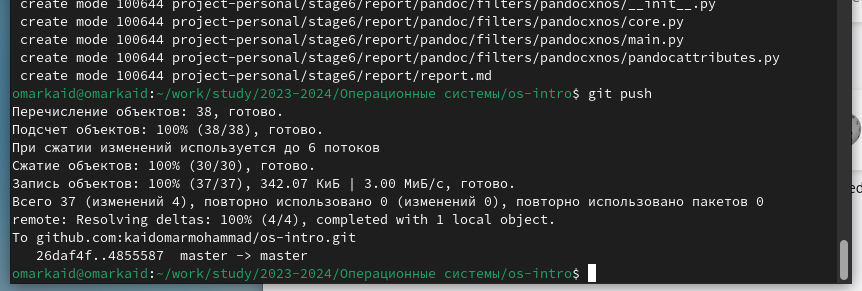 create mode 100644 project-personal/stage6/report/pandoc/filters/pandocxnos/__init__.py
create mode 100644 project-personal/stage6/report/pandoc/filters/pandocxnos/core.py
create mode 100644 project-personal/stage6/report/pandoc/filters/pandocxnos/main.py
create mode 100644 project-personal/stage6/report/pandoc/filters/pandocxnos/pandocattributes.py
create mode 100644 project-personal/stage6/report/report.md
omarkaid@omarkaid:~/work/study/2023-2024/Операционные системы/os-intro$ git push
Перечисление объектов: 38, готово.
Подсчет объектов: 100% (38/38), готово.
При сжатии изменений используется до 6 потоков
Сжатие объектов: 100% (30/30), готово.
Запись объектов: 100% (37/37), 342.07 КиБ | 3.00 МиБ/с, готово.
Всего 37 (изменений 4), повторно использовано 0 (изменений 0), повторно использовано пакетов 0
remote: Resolving deltas: 100% (4/4), completed with 1 local object.
To github.com:kaidomarmohammad/os-intro.git
26daf4f..4855587 master -> master
omarkaid@omarkaid:~/work/study/2023-2024/Операционные системы/os-intro$